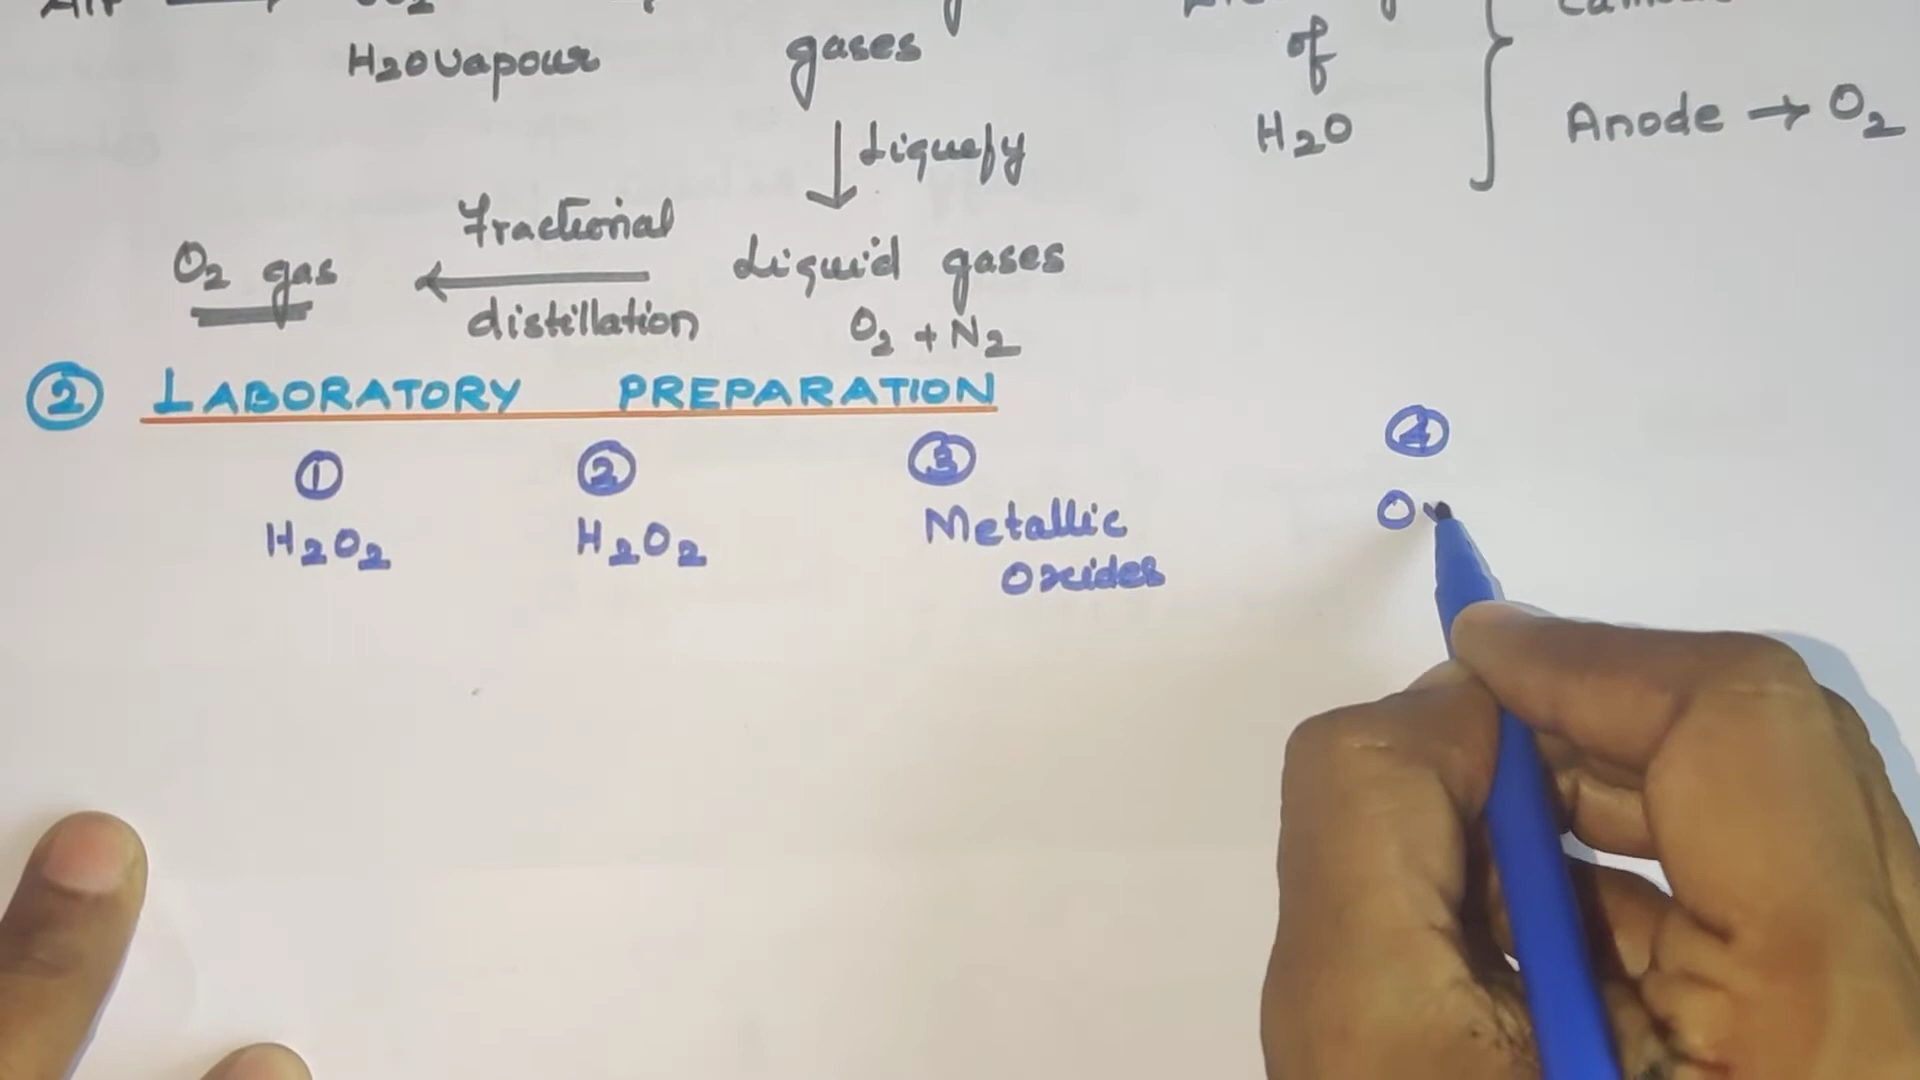 H2O vapour
gases
of
H2O
Anode → O2
↓ Liquefy
Fractional
O2 gas ← Liquid gases
distillation
O2 + N2
② LABORATORY PREPARATION
① ② ③ ④
H2O2 H2O2 Metallic
oxides
O